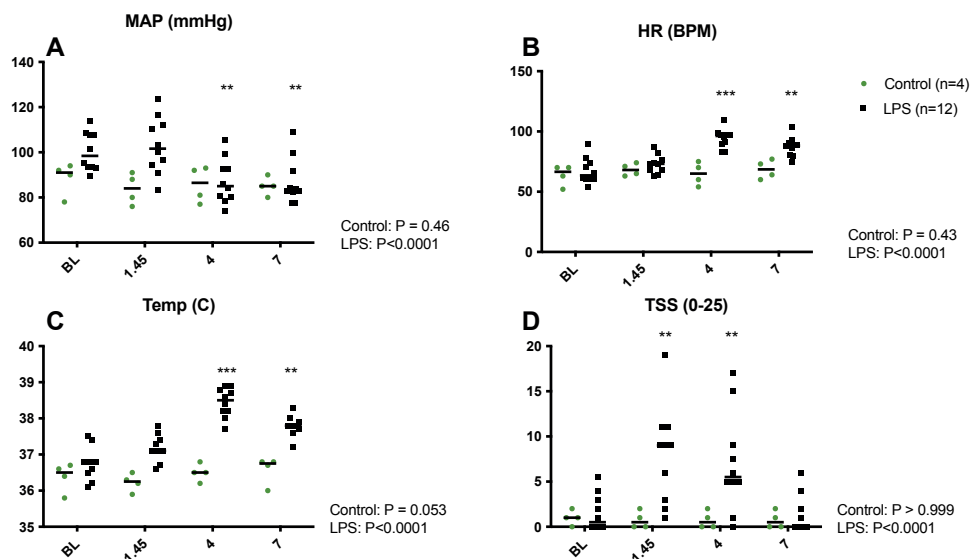 A
MAP (mmHg)
**
**
120
100
80
60
BL
1.45
4
7
Control: P = 0.46
LPS: P<0.0001
B
HR (BPM)
***
**
150
100
50
0
BL
1.45
4
7
Control (n=4)
LPS (n=12)
Control: P = 0.43
LPS: P<0.0001
C
Temp (C)
***
**
40
39
38
37
36
35
BL
1.45
4
7
Control: P = 0.053
LPS: P<0.0001
D
TSS (0-25)
**
**
20
15
10
5
0
BL
1.45
4
7
Control: P > 0.999
LPS: P<0.0001